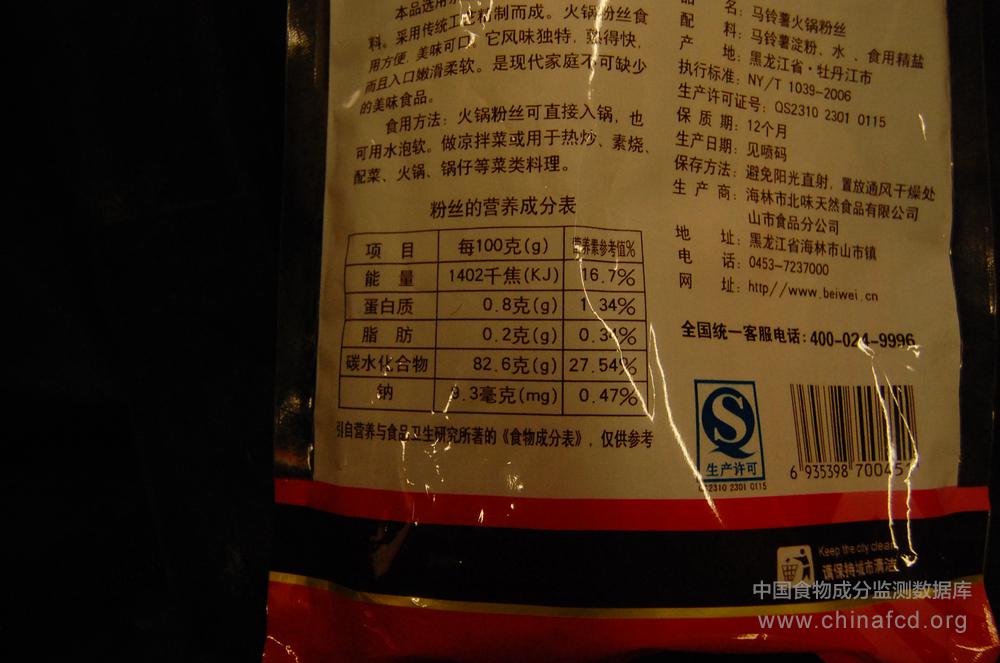 本品选用
料。采用传统工艺精制而成。火锅粉丝食
用方便，美味可口，它风味独特，熟得快，
而且入口嫩滑柔软。是现代家庭不可缺少
的美味食品。
食用方法：火锅粉丝可直接入锅，也
可用水泡软。做凉拌菜或用于热炒、素烧、
配菜、火锅、锅仔等菜类料理。
粉丝的营养成分表
项 目 每100克(g) 营养素参考值%
能 量 1402千焦(KJ) 16.7%
蛋白质 0.8克(g) 1.34%
脂 肪 0.2克(g) 0.34%
碳水化合物 82.6克(g) 27.54%
钠 9.3毫克(mg) 0.47%
引自营养与食品卫生研究所著的《食物成分表》，仅供参考
品 名：马铃薯火锅粉丝
配 料：马铃薯淀粉、水、食用精盐
产 地：黑龙江省·牡丹江市
执行标准：NY/T 1039-2006
生产许可证号：QS2310 2301 0115
保 质 期：12个月
生产日期：见喷码
保存方法：避免阳光直射，置放通风干燥处
生 产 商：海林市北味天然食品有限公司
山市食品分公司
地 址：黑龙江省海林市山市镇
电 话：0453-7237000
网 址：http//www.beiwei.cn
全国统一客服电话：400-024-9996
生产许可
QS2310 2301 0115
6 935398 70045
Keep the city clean
请保持城市清洁
中国食物成分监测数据库
www.chinafcd.org